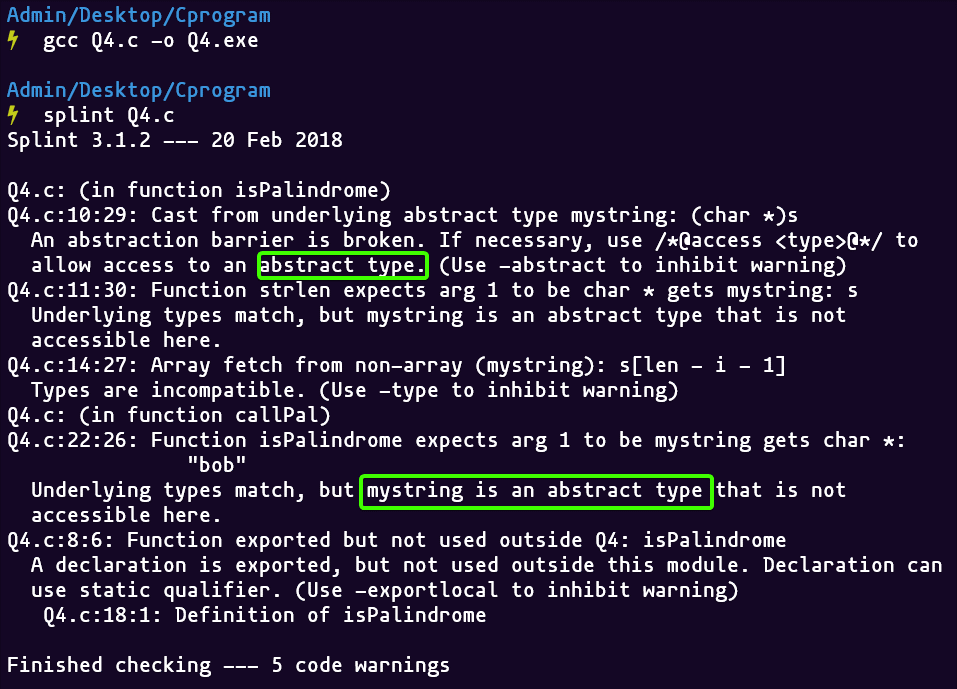 Admin/Desktop/Cprogram
⚡ gcc Q4.c -o Q4.exe
Admin/Desktop/Cprogram
⚡ splint Q4.c
Splint 3.1.2 --- 20 Feb 2018
Q4.c: (in function isPalindrome)
Q4.c:10:29: Cast from underlying abstract type mystring: (char *)s
An abstraction barrier is broken. If necessary, use /*@access <type>@*/ to
allow access to an abstract type. (Use -abstract to inhibit warning)
Q4.c:11:30: Function strlen expects arg 1 to be char * gets mystring: s
Underlying types match, but mystring is an abstract type that is not
accessible here.
Q4.c:14:27: Array fetch from non-array (mystring): s[len - i - 1]
Types are incompatible. (Use -type to inhibit warning)
Q4.c: (in function callPal)
Q4.c:22:26: Function isPalindrome expects arg 1 to be mystring gets char *:
"bob"
Underlying types match, but mystring is an abstract type that is not
accessible here.
Q4.c:8:6: Function exported but not used outside Q4: isPalindrome
A declaration is exported, but not used outside this module. Declaration can
use static qualifier. (Use -exportlocal to inhibit warning)
Q4.c:18:1: Definition of isPalindrome
Finished checking --- 5 code warnings